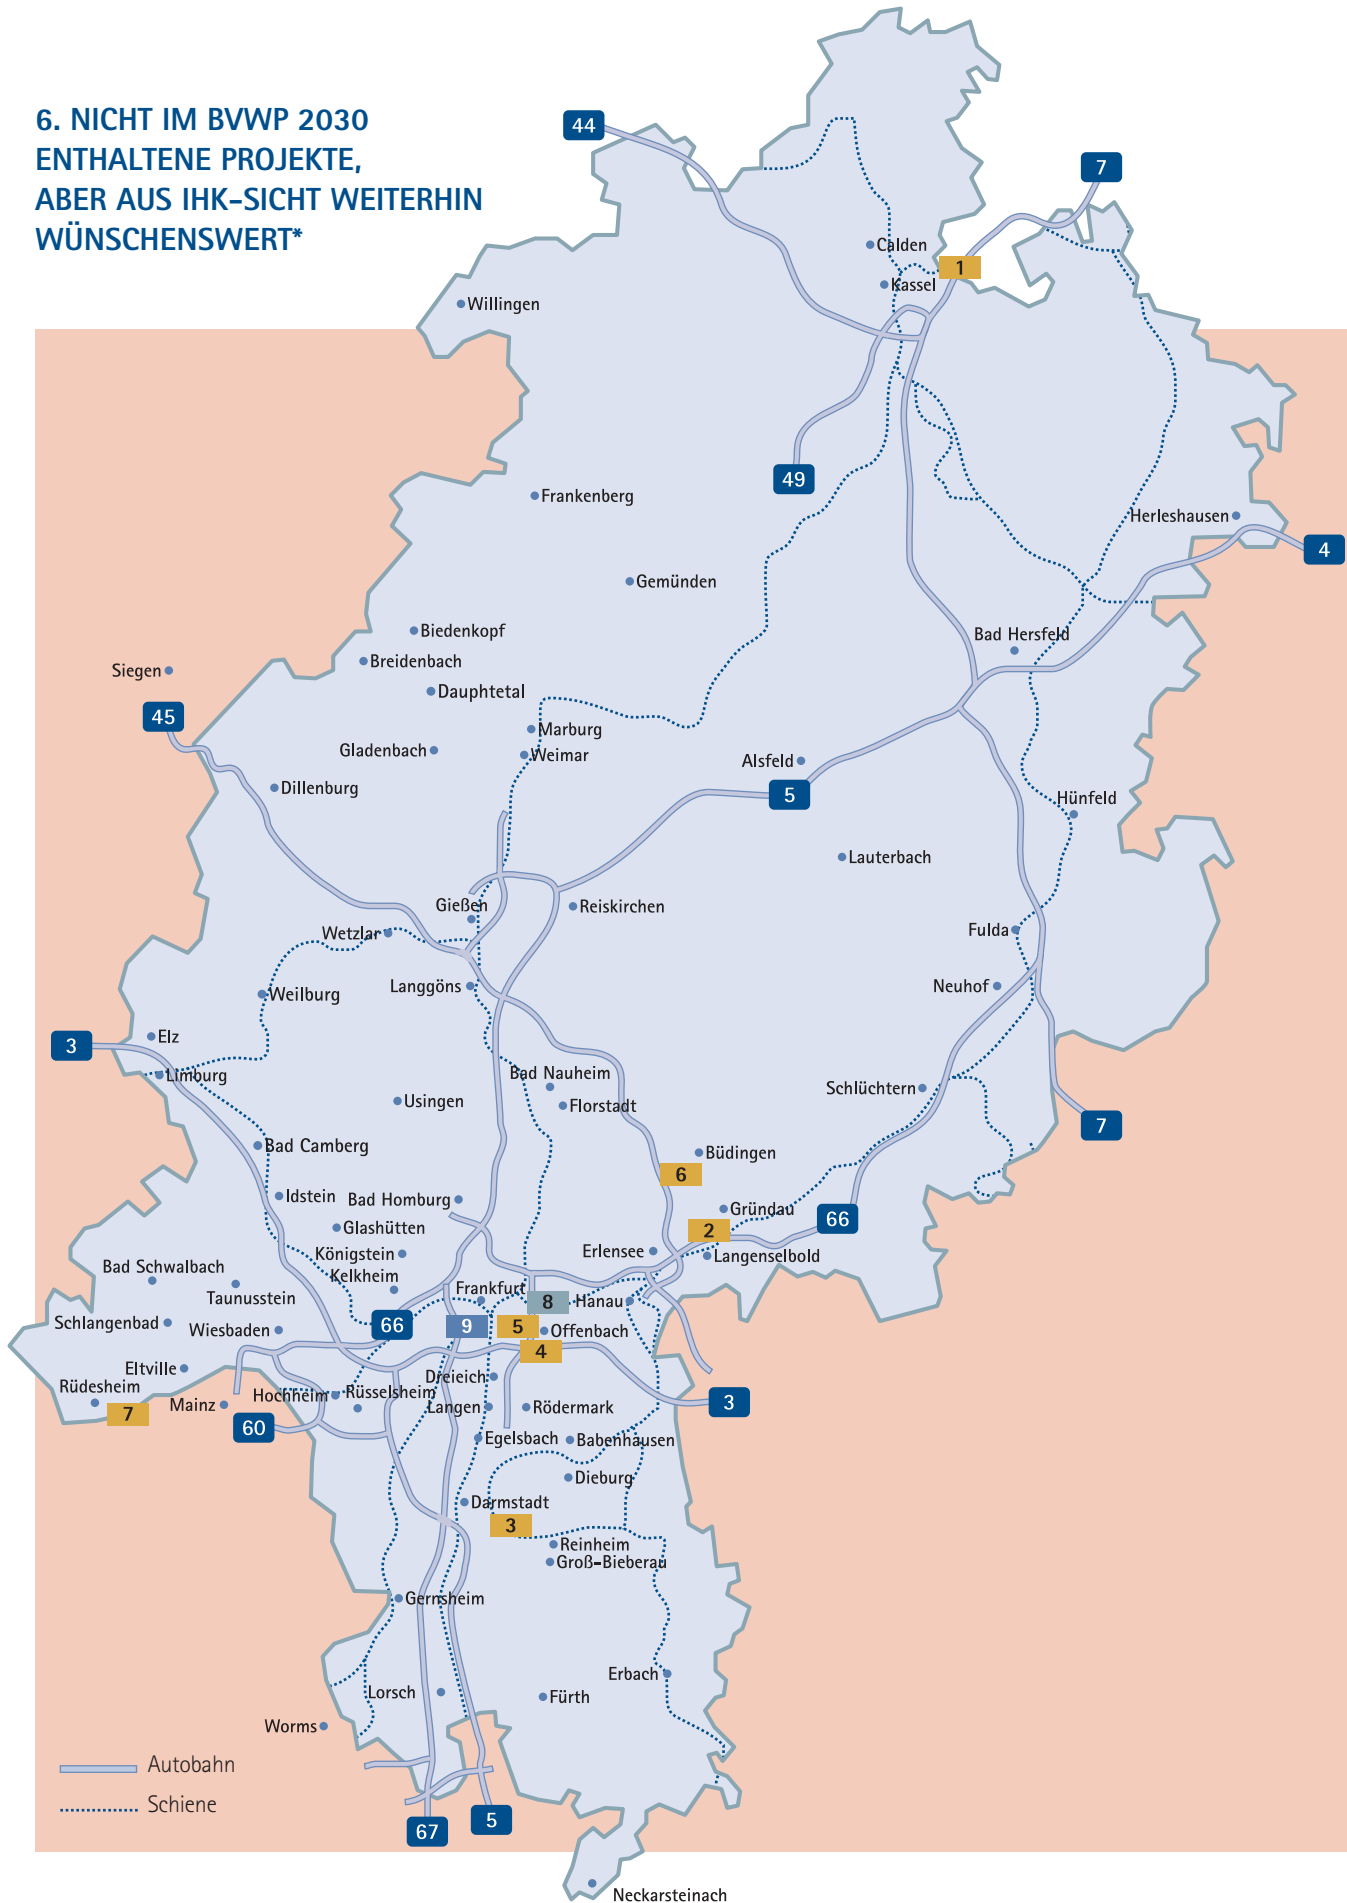 6. NICHT IM BVWP 2030
ENTHALTENE PROJEKTE,
ABER AUS IHK-SICHT WEITERHIN
WÜNSCHENSWERT*
44
7
Calden
1
Kassel
Willingen
49
Frankenberg
Herleshausen
4
Gemünden
Biedenkopf
Bad Hersfeld
Breidenbach
Siegen
Dauphtetal
45
Marburg
Gladenbach
Weimar
Alsfeld
Dillenburg
5
Hünfeld
Lauterbach
Gießen
Reiskirchen
Wetzlar
Fulda
Langgöns
Neuhof
Weilburg
Elz
3
Limburg
Bad Nauheim
Schlüchtern
Usingen
Florstadt
7
Bad Camberg
Büdingen
6
Idstein
Bad Homburg
Gründau
66
Glashütten
2
Königstein
Erlensee
Langenselbold
Bad Schwalbach
Kelkheim
Taunusstein
Frankfurt
8
Hanau
Schlangenbad
Wiesbaden
66
9
5
Offenbach
4
Eltville
Dreieich
Rüdesheim
Hochheim
Rüsselsheim
3
7
Mainz
Langen
Rödermark
60
Egelsbach
Babenhausen
Dieburg
Darmstadt
3
Reinheim
Groß-Bieberau
Gernsheim
Erbach
Lorsch
Fürth
Worms
Autobahn
Schiene
67
5
Neckarsteinach